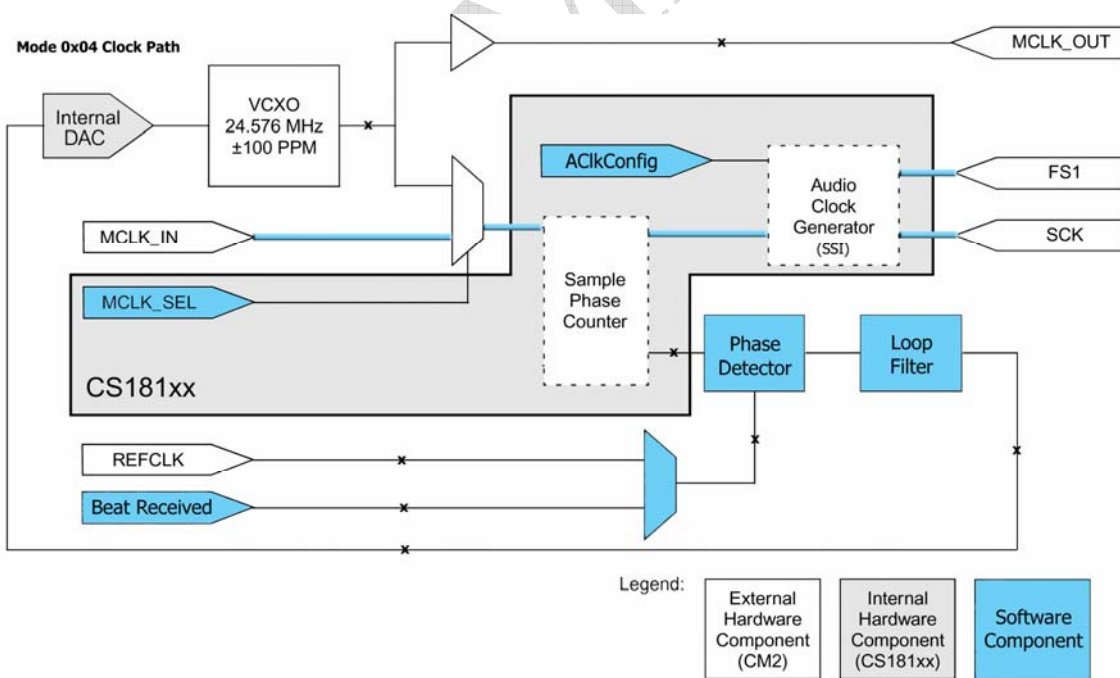 Mode 0x04 Clock Path
MCLK_OUT
Internal
DAC
VCXO
24.576 MHz
±100 PPM
x
x
AClkConfig
Audio
Clock
Generator
(SSI)
FS1
MCLK_IN
SCK
MCLK_SEL
Sample
Phase
Counter
x
Phase
Detector
Loop
Filter
CS181xx
REFCLK
x
x
x
Beat Received
x
x
Legend:
External
Hardware
Component
(CM2)
Internal
Hardware
Component
(CS181xx)
Software
Component